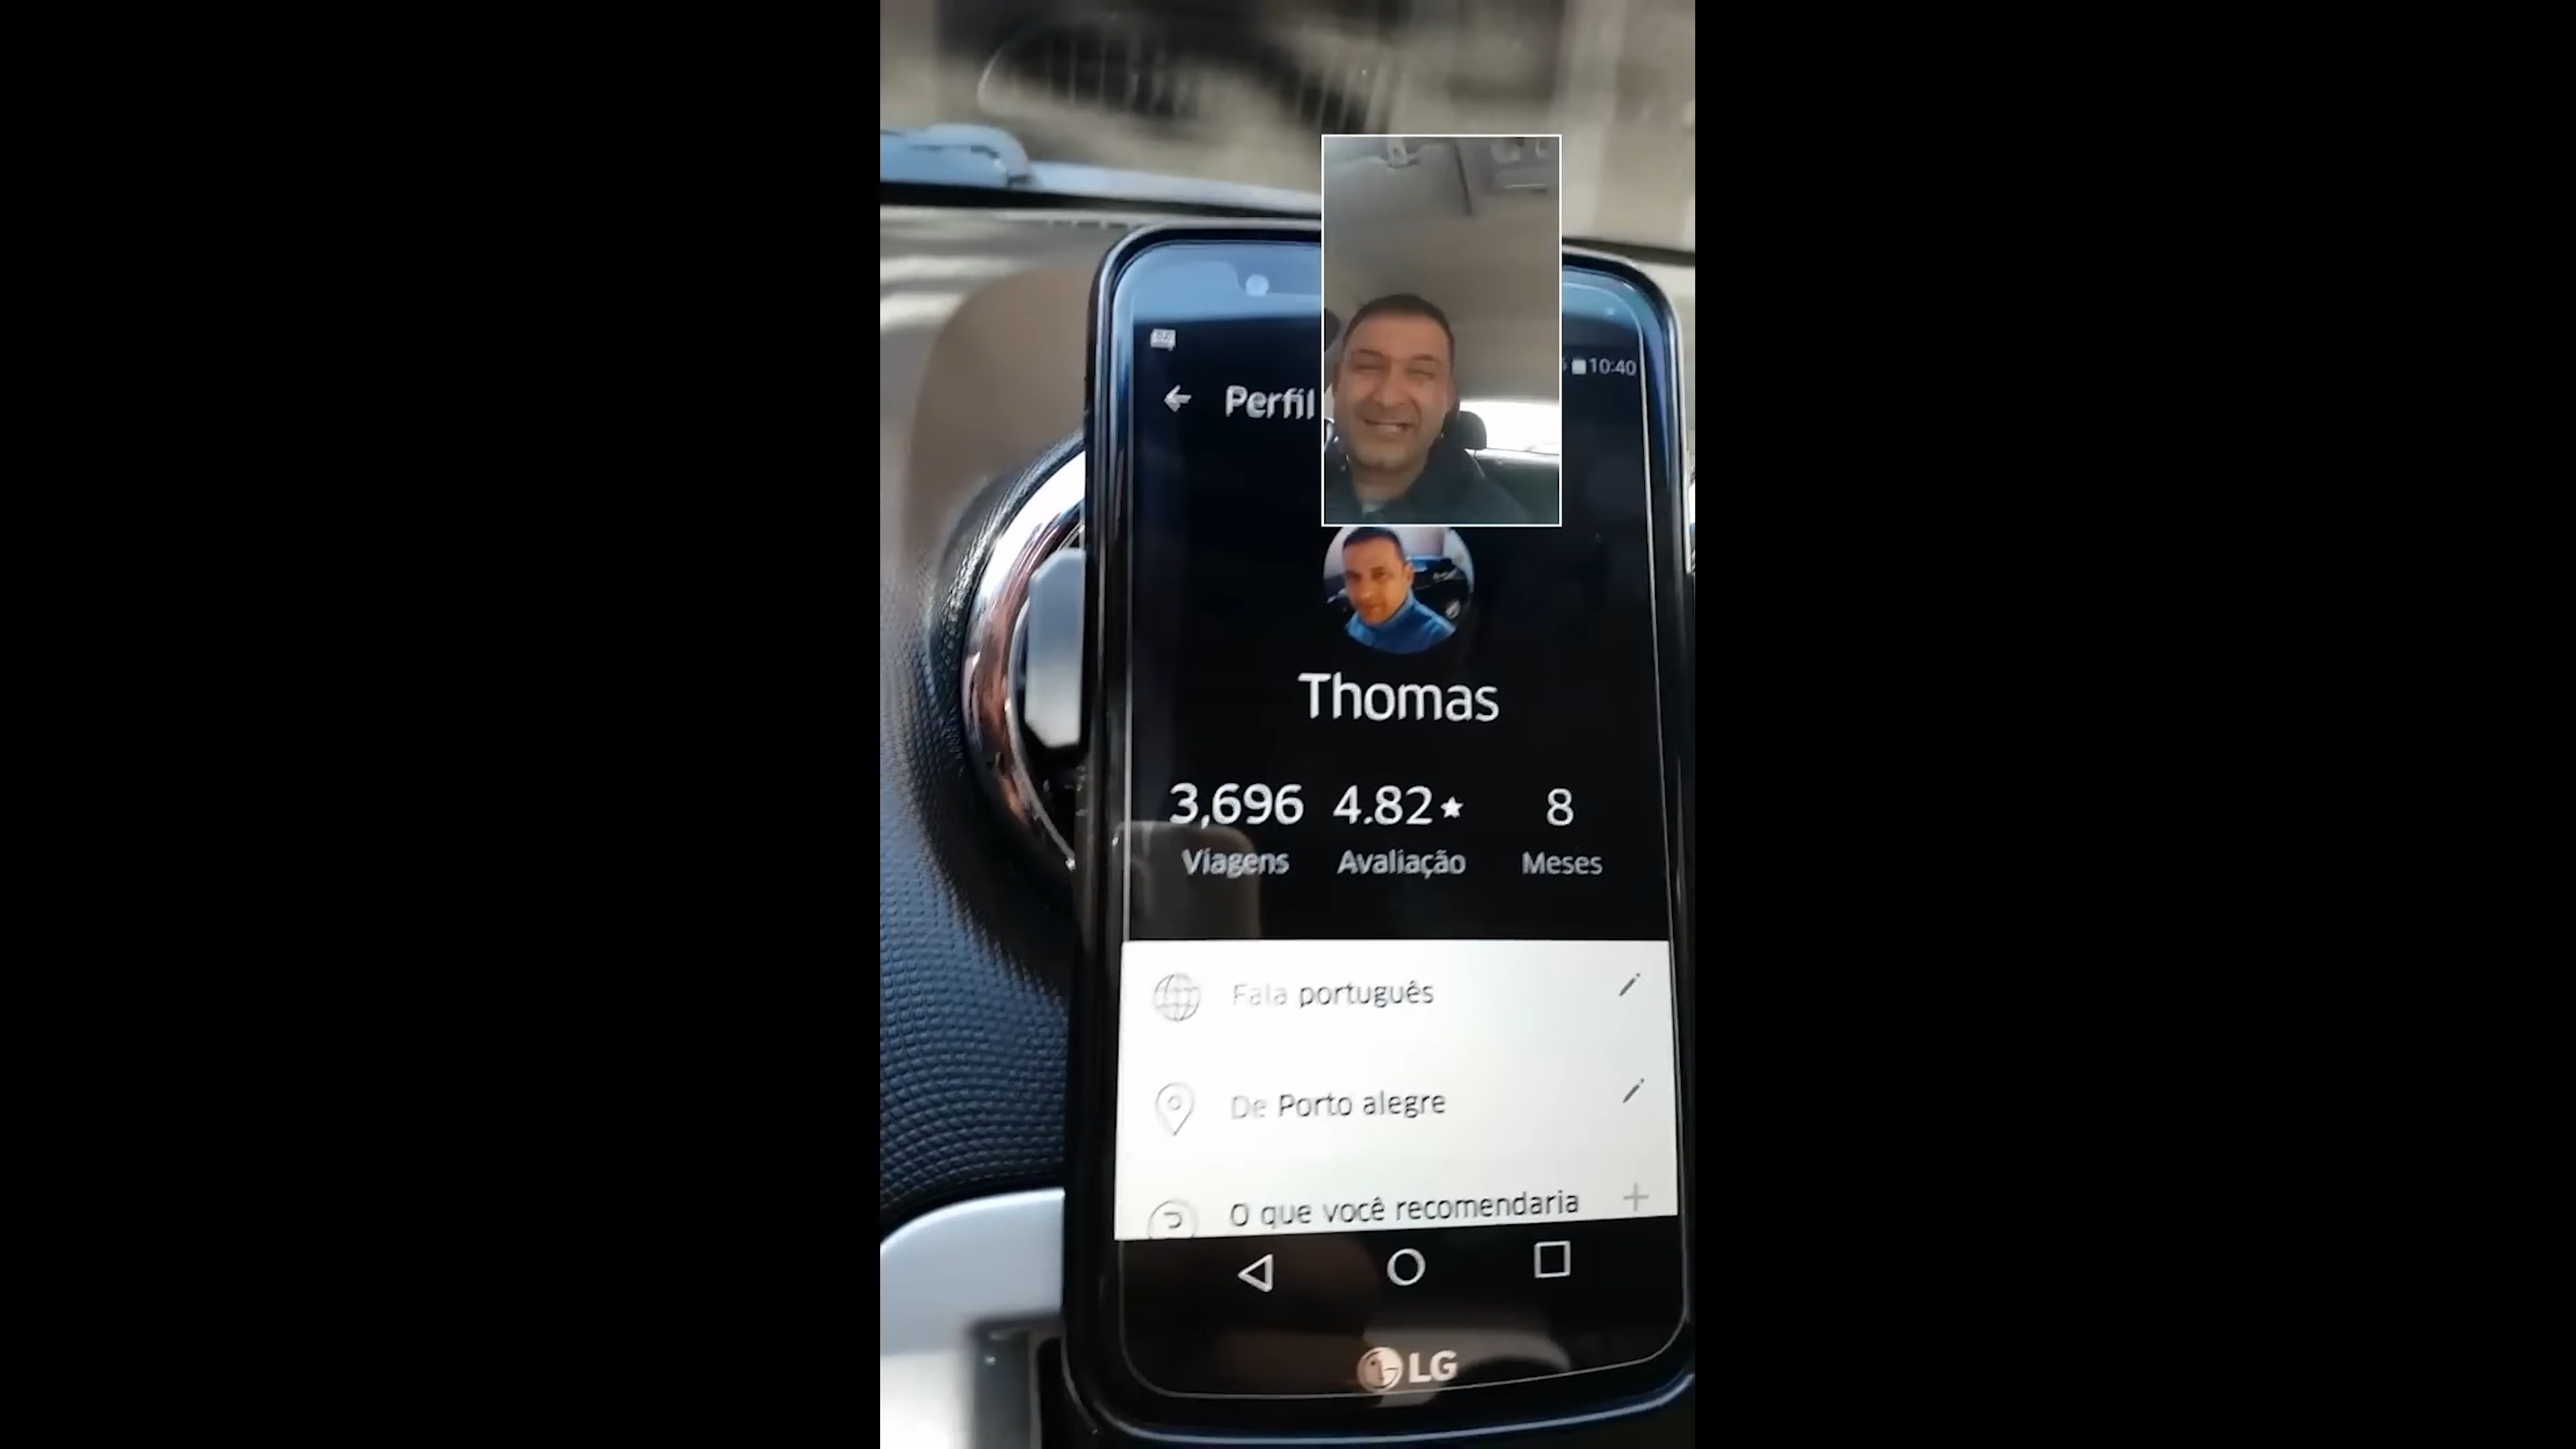 10:40
Perfil
Thomas
3,696 4.82★ 8
Viagens Avaliação Meses
Fala português
De Porto alegre
O que você recomendaria
LG